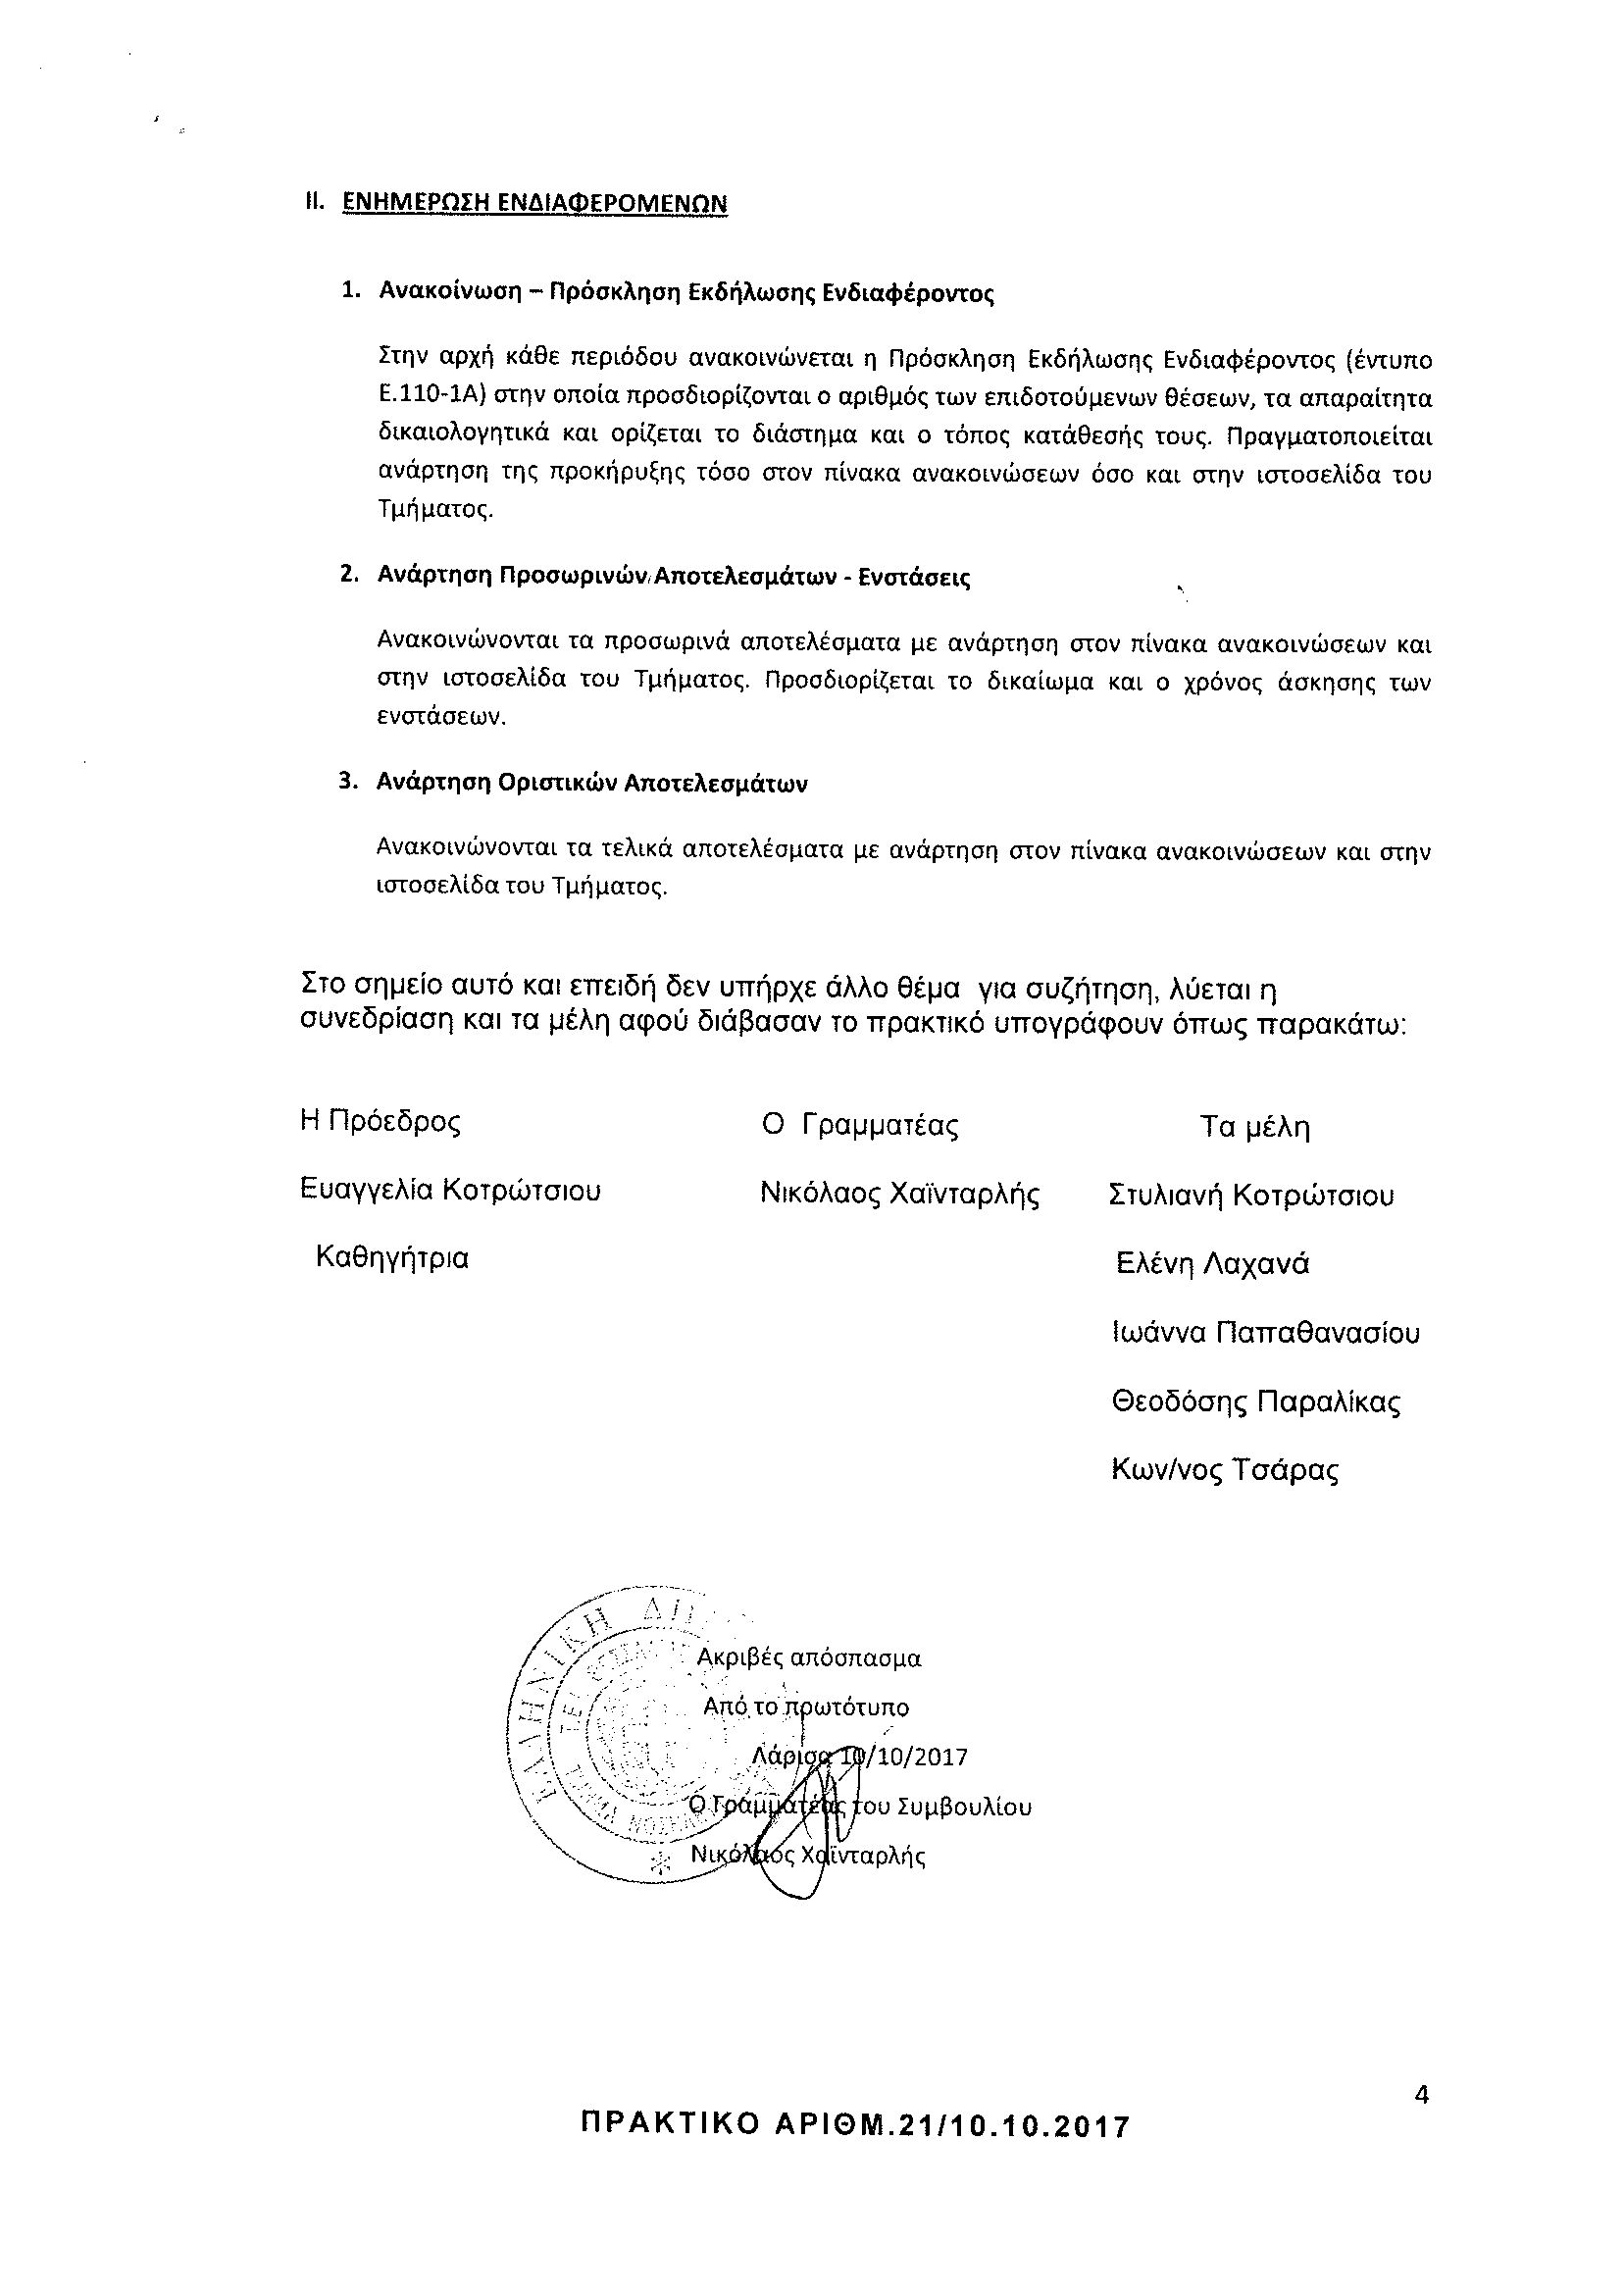 II. ΕΝΗΜΕΡΩΣΗ ΕΝΔΙΑΦΕΡΟΜΕΝΩΝ
1. Ανακοίνωση – Πρόσκληση Εκδήλωσης Ενδιαφέροντος
Στην αρχή κάθε περιόδου ανακοινώνεται η Πρόσκληση Εκδήλωσης Ενδιαφέροντος (έντυπο
Ε.110-1Α) στην οποία προσδιορίζονται ο αριθμός των επιδοτούμενων θέσεων, τα απαραίτητα
δικαιολογητικά και ορίζεται το διάστημα και ο τόπος κατάθεσής τους. Πραγματοποιείται
ανάρτηση της προκήρυξης τόσο στον πίνακα ανακοινώσεων όσο και στην ιστοσελίδα του
Τμήματος.
2. Ανάρτηση Προσωρινών Αποτελεσμάτων - Ενστάσεις
Ανακοινώνονται τα προσωρινά αποτελέσματα με ανάρτηση στον πίνακα ανακοινώσεων και
στην ιστοσελίδα του Τμήματος. Προσδιορίζεται το δικαίωμα και ο χρόνος άσκησης των
ενστάσεων.
3. Ανάρτηση Οριστικών Αποτελεσμάτων
Ανακοινώνονται τα τελικά αποτελέσματα με ανάρτηση στον πίνακα ανακοινώσεων και στην
ιστοσελίδα του Τμήματος.
Στο σημείο αυτό και επειδή δεν υπήρχε άλλο θέμα για συζήτηση, λύεται η
συνεδρίαση και τα μέλη αφού διάβασαν το πρακτικό υπογράφουν όπως παρακάτω:
Η Πρόεδρος Ο Γραμματέας Τα μέλη
Ευαγγελία Κοτρώτσιου Νικόλαος Χαϊνταρλής Στυλιανή Κοτρώτσιου
Καθηγήτρια Ελένη Λαχανά
Ιωάννα Παπαθανασίου
Θεοδόσης Παραλίκας
Κων/νος Τσάρας
ΕΛΛΗΝΙΚΗ
Ακριβές απόσπασμα
Από το πρωτότυπο
Λάρισα 10/10/2017
Ο Γραμματέας του Συμβουλίου
Νικόλαος Χαϊνταρλής
4
ΠΡΑΚΤΙΚΟ ΑΡΙΘΜ.21/10.10.2017